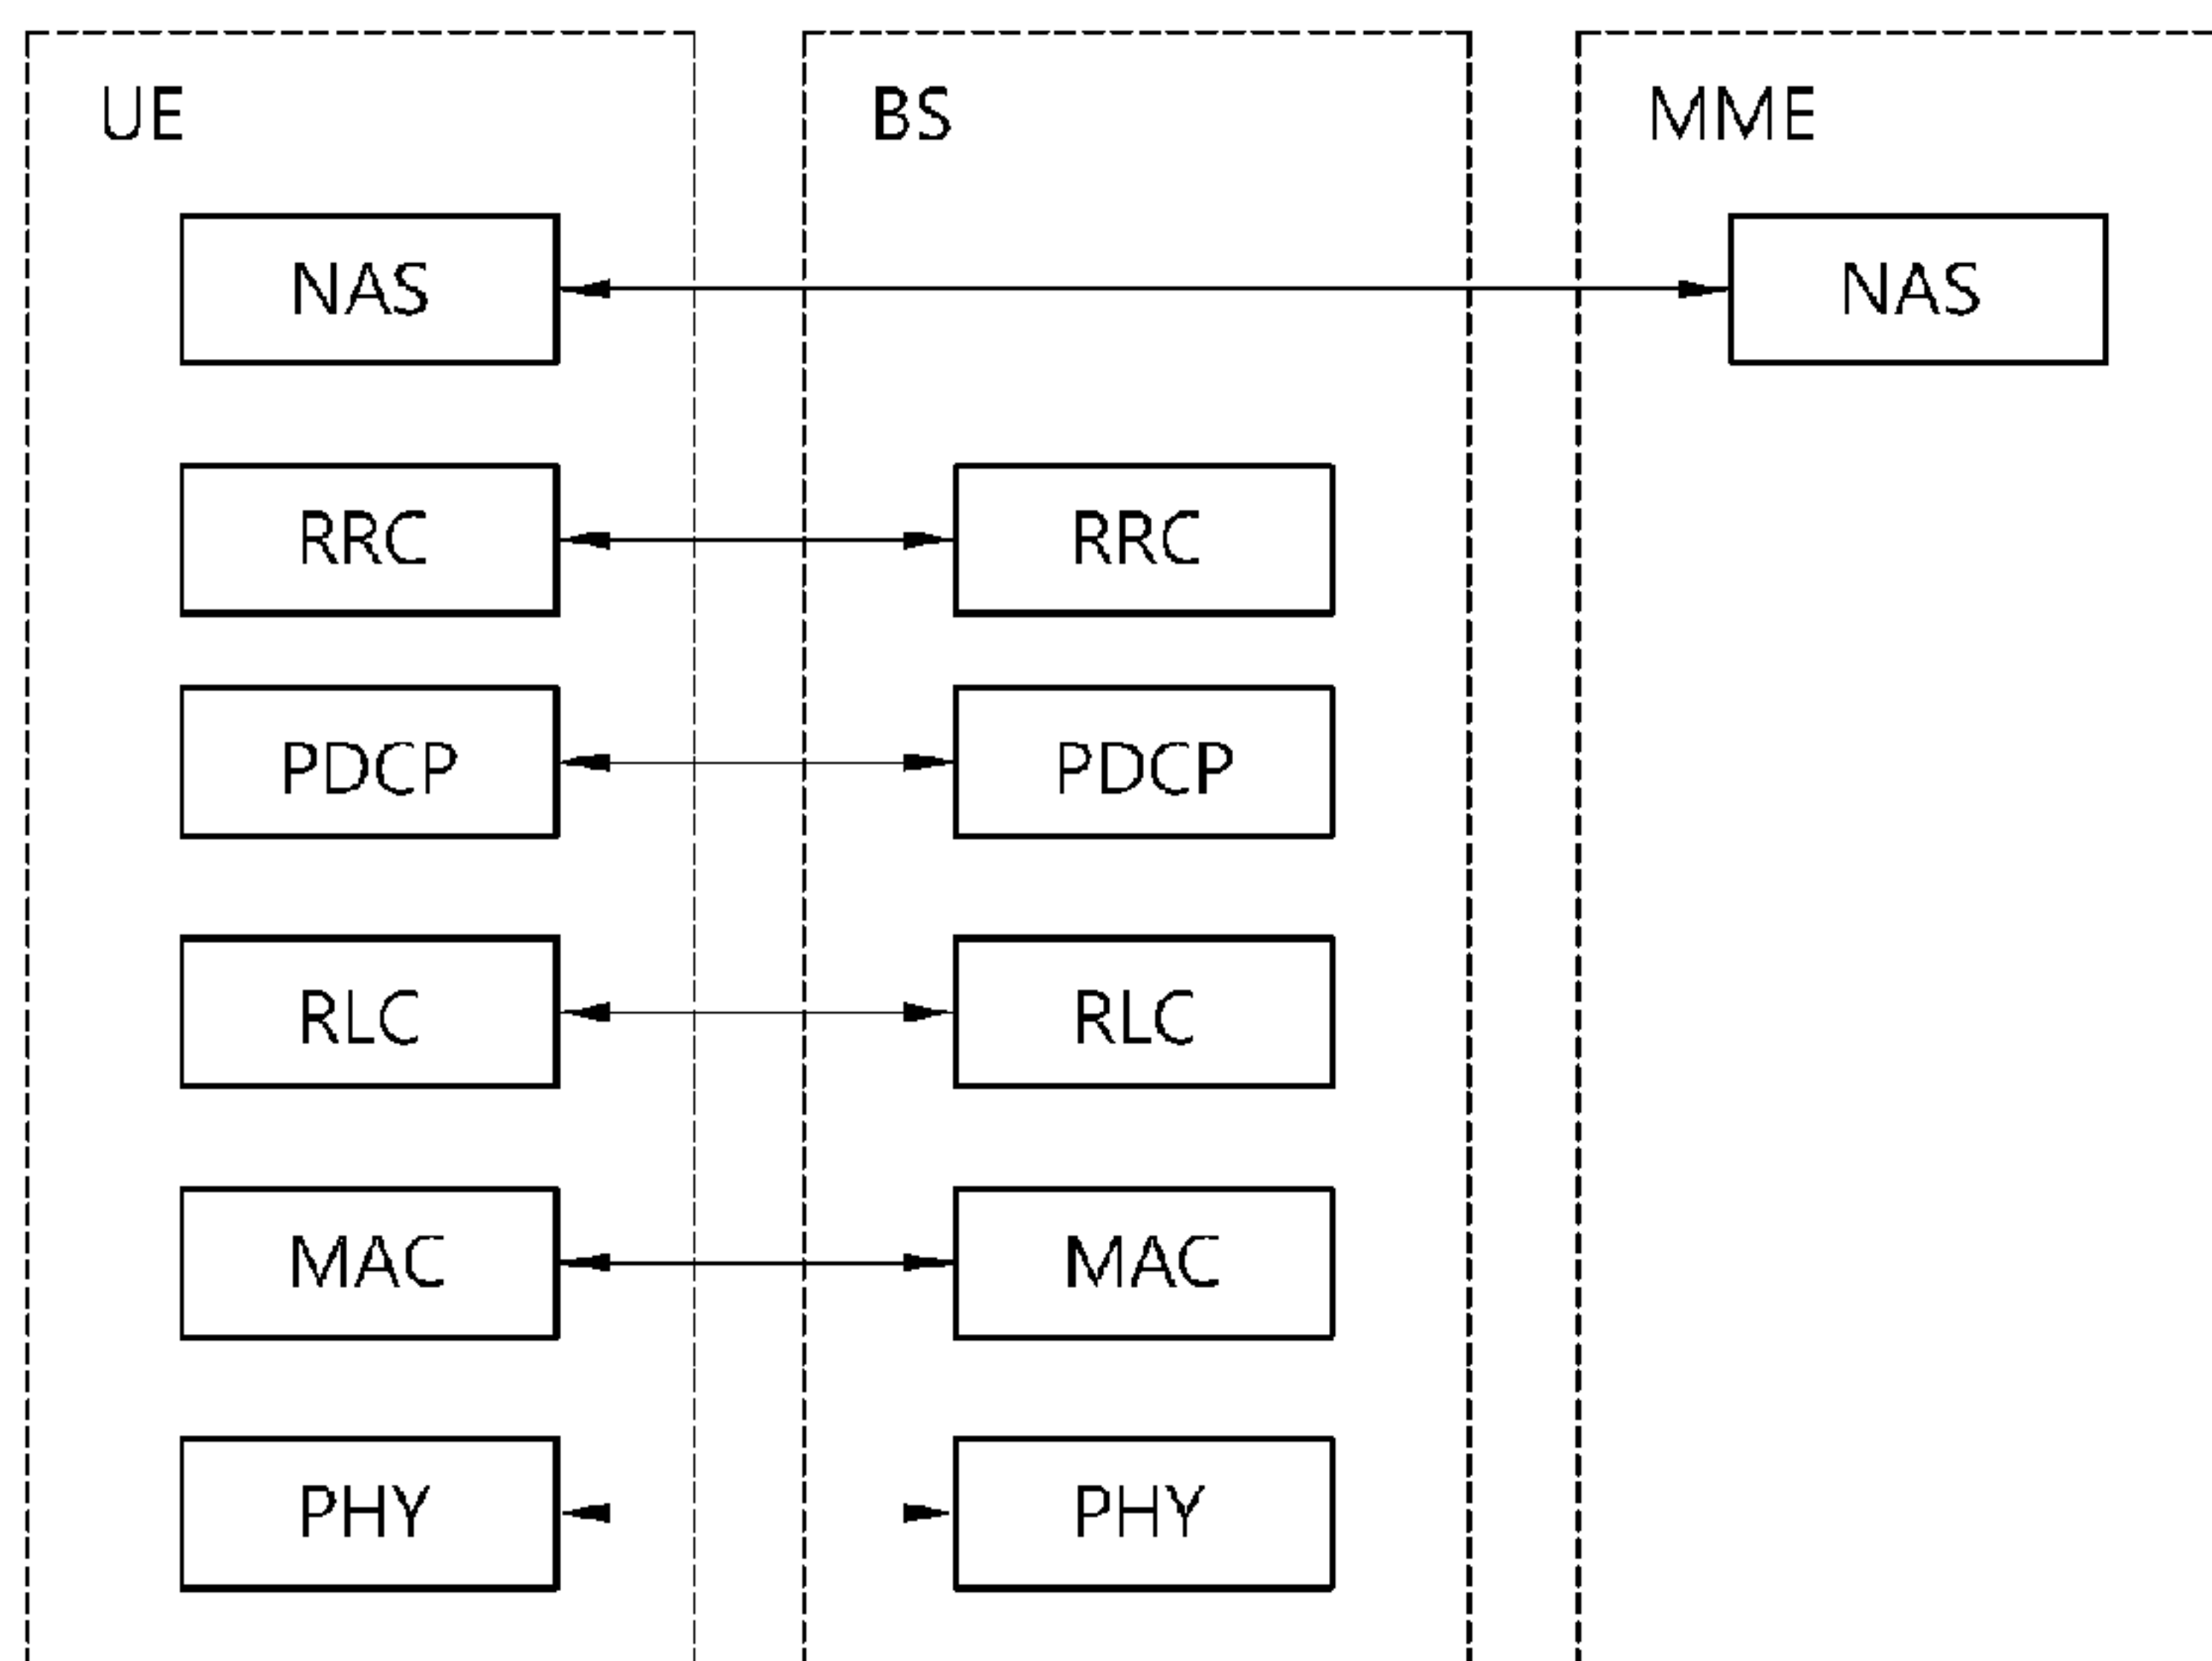 UE BS MME
NAS NAS
RRC RRC
PDCP PDCP
RLC RLC
MAC MAC
PHY PHY